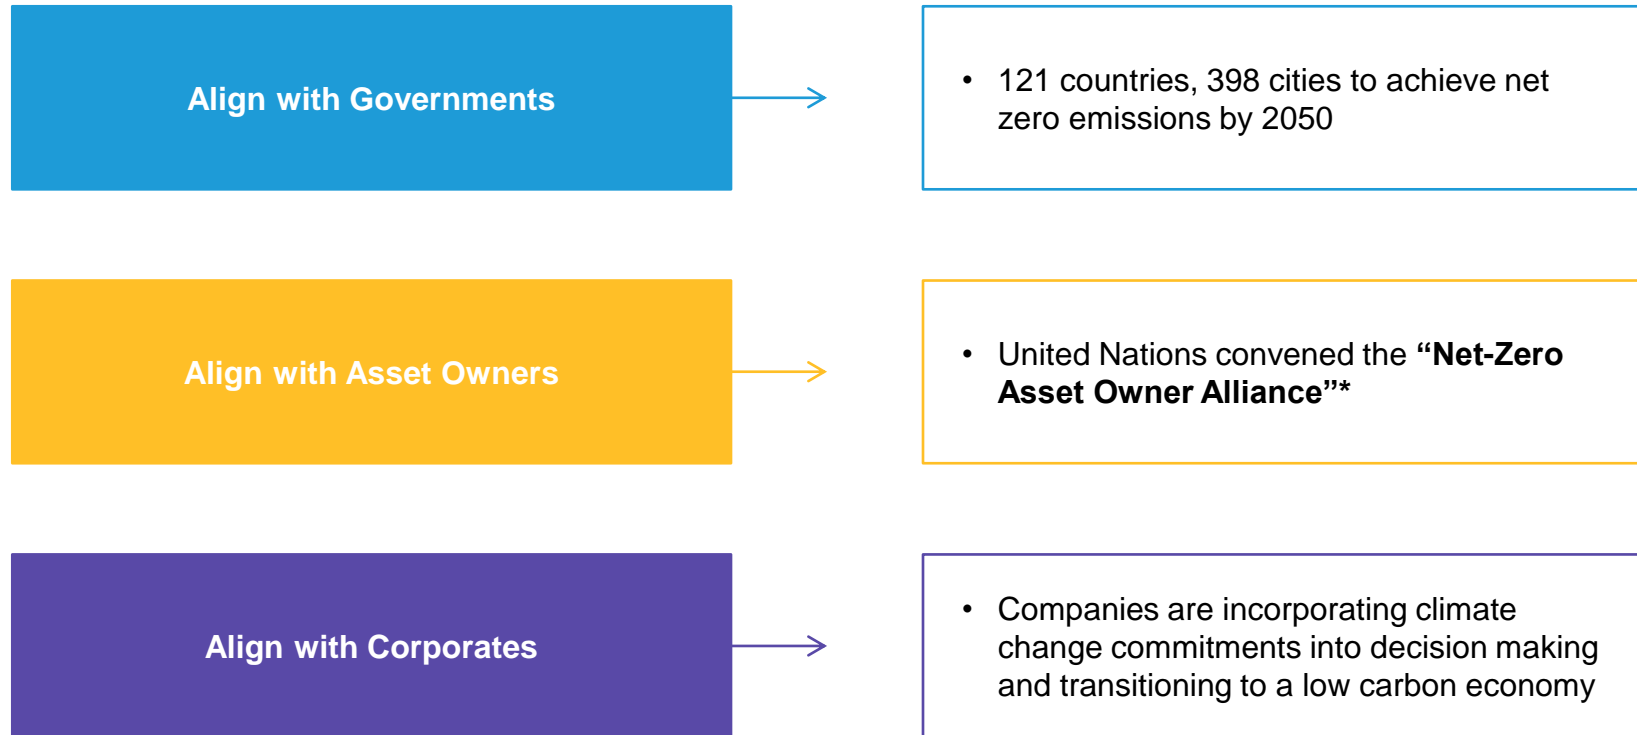 Align with Governments
• 121 countries, 398 cities to achieve net
zero emissions by 2050
Align with Asset Owners
• United Nations convened the “Net-Zero
Asset Owner Alliance”*
Align with Corporates
• Companies are incorporating climate
change commitments into decision making
and transitioning to a low carbon economy